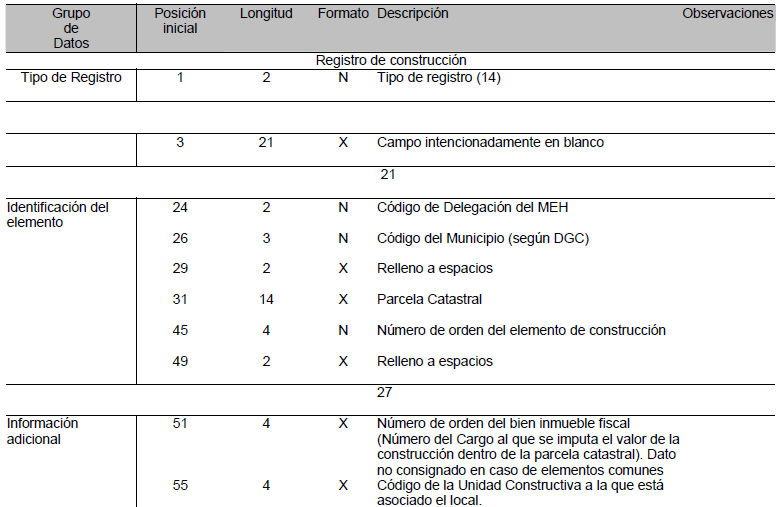 Grupo de Datos Posición inicial Longitud Formato Descripción Observaciones
Registro de construcción
Tipo de Registro 1 2 N Tipo de registro (14)
3 21 X Campo intencionadamente en blanco
21
Identificación del elemento 24 2 N Código de Delegación del MEH
26 3 N Código del Municipio (según DGC)
29 2 X Relleno a espacios
31 14 X Parcela Catastral
45 4 N Número de orden del elemento de construcción
49 2 X Relleno a espacios
27
Información adicional 51 4 X Número de orden del bien inmueble fiscal
(Número del Cargo al que se imputa el valor de la
construcción dentro de la parcela catastral). Dato
no consignado en caso de elementos comunes
55 4 X Código de la Unidad Constructiva a la que está
asociado el local.